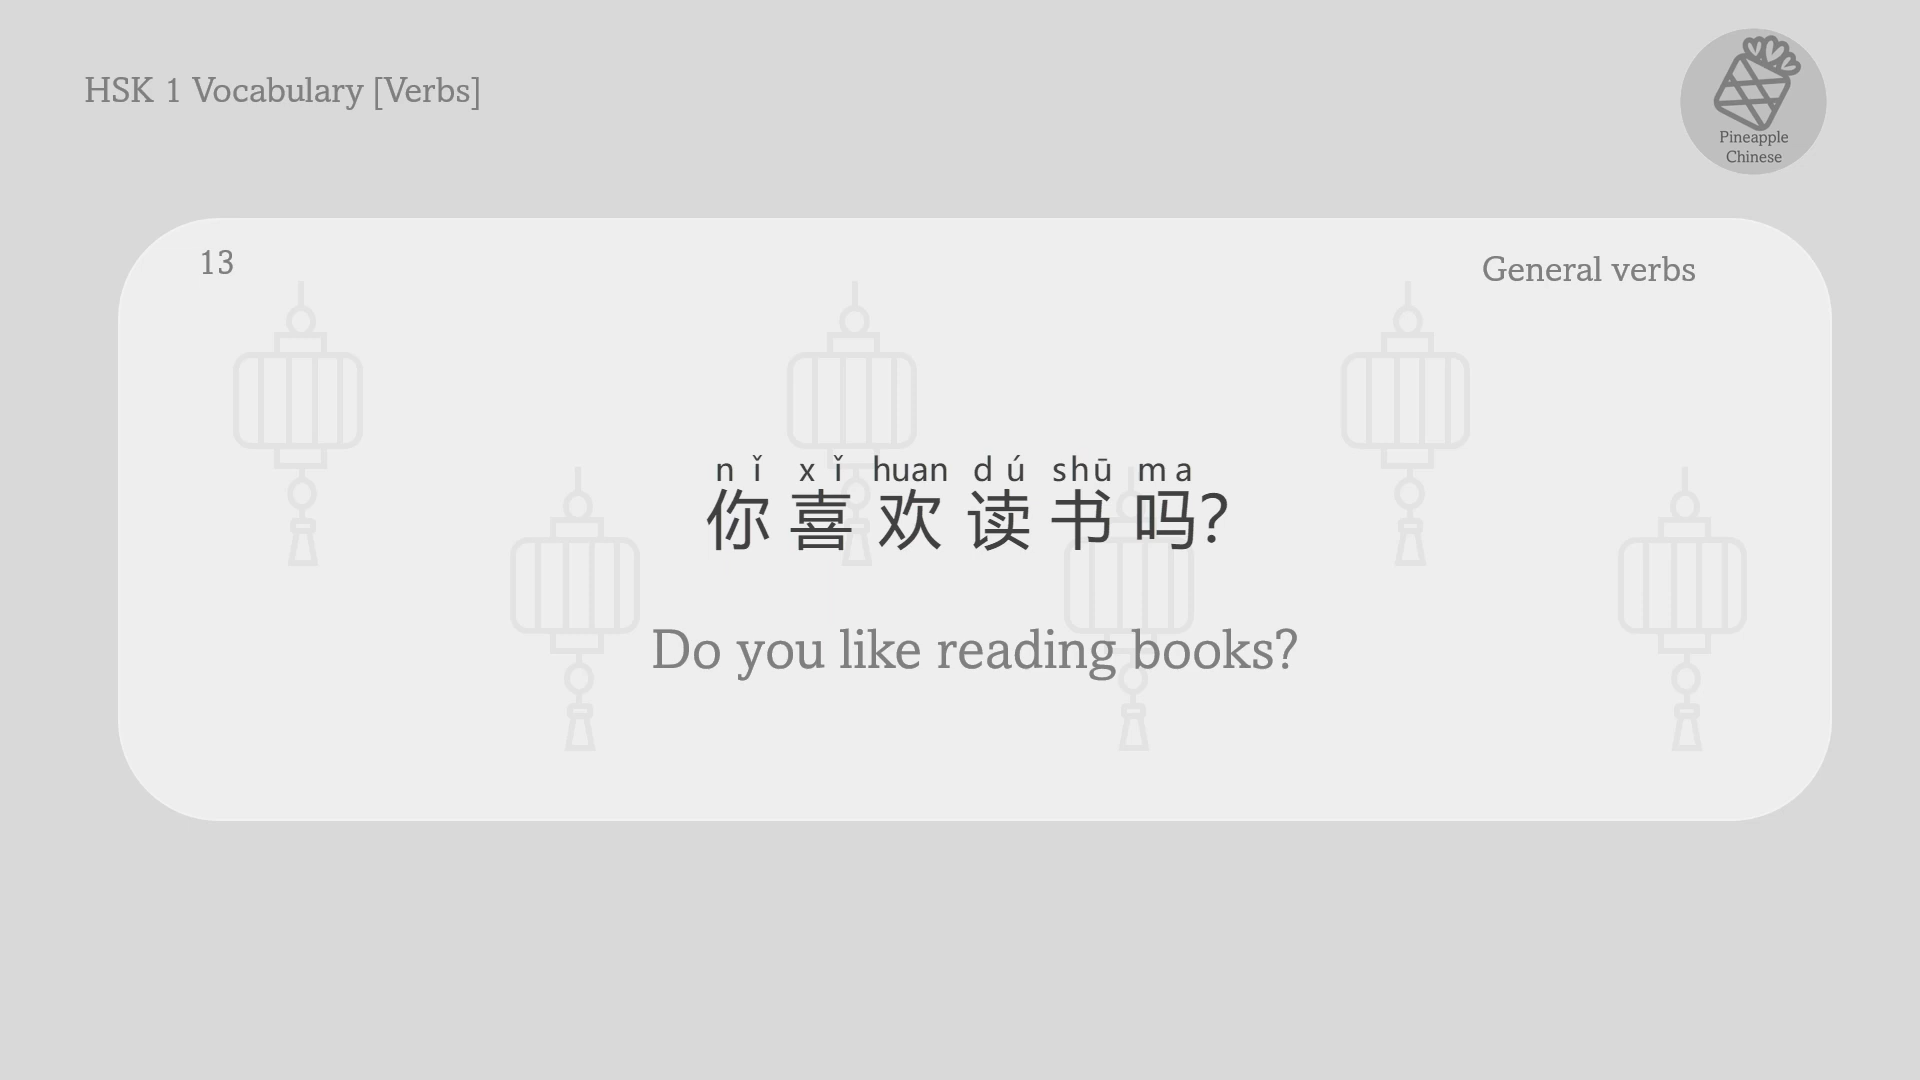 HSK 1 Vocabulary [Verbs]
Pineapple
Chinese
13
General verbs
nǐ xǐ huan dú shū ma
你喜欢读书吗?
Do you like reading books?